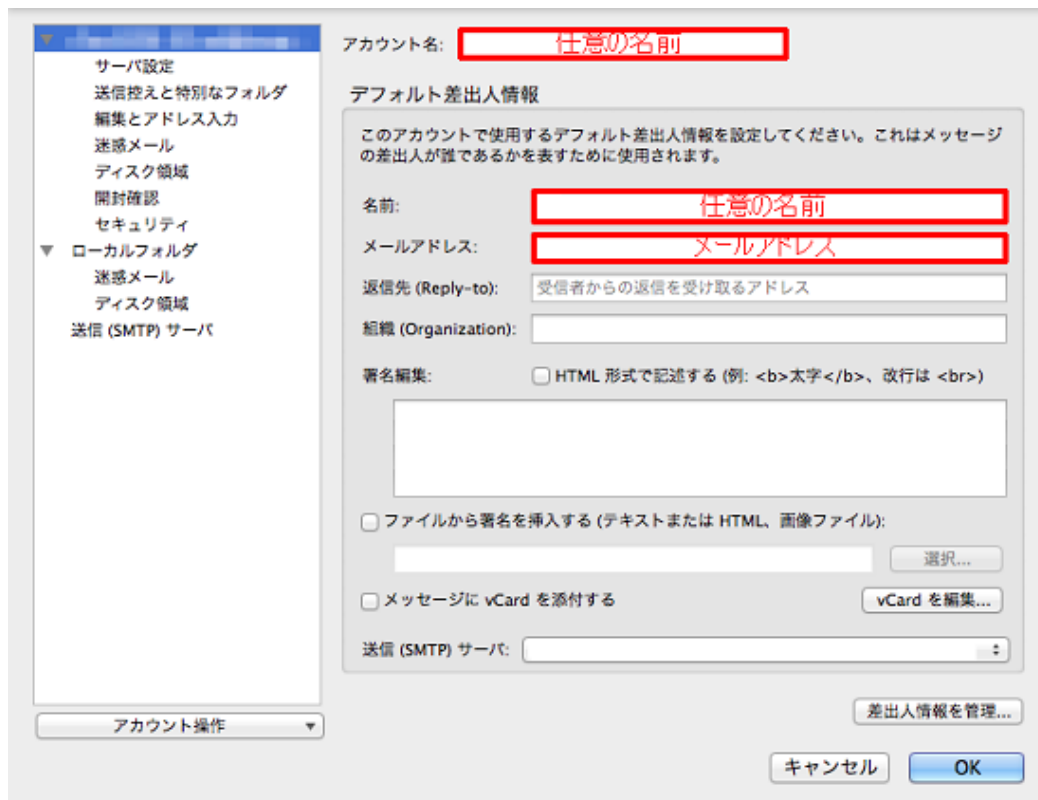 サーバ設定
送信控えと特別なフォルダ
編集とアドレス入力
迷惑メール
ディスク領域
開封確認
セキュリティ
ローカルフォルダ
迷惑メール
ディスク領域
送信 (SMTP) サーバ
アカウント操作
アカウント名: 任意の名前
デフォルト差出人情報
このアカウントで使用するデフォルト差出人情報を設定してください。これはメッセージ
の差出人が誰であるかを表すために使用されます。
名前: 任意の名前
メールアドレス: メールアドレス
返信先 (Reply-to): 受信者からの返信を受け取るアドレス
組織 (Organization):
署名編集: HTML 形式で記述する (例: <b>太字</b>、改行は <br>)
ファイルから署名を挿入する (テキストまたは HTML、画像ファイル):
選択...
メッセージに vCard を添付する vCard を編集...
送信 (SMTP) サーバ:
差出人情報を管理...
キャンセル OK